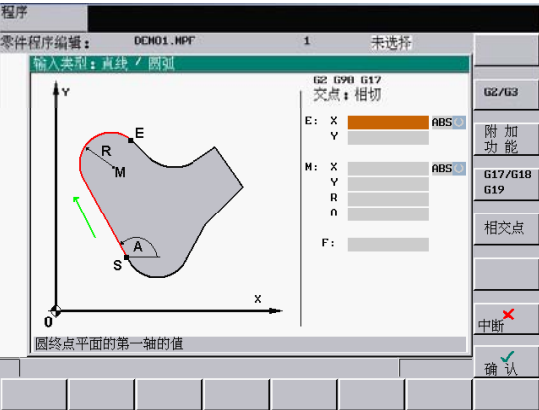 程序
零件程序编辑： DEMO1.MPF 1 未选择
输入类型：直线 / 圆弧
G2 G90 G17
交点：相切
E: X ABS
Y
M: X ABS
Y
R
A
F:
Y
E
R
M
A
S
X
0
圆终点平面的第一轴的值
G2/G3
附 加
功 能
G17/G18
G19
相交点
中断
确 认